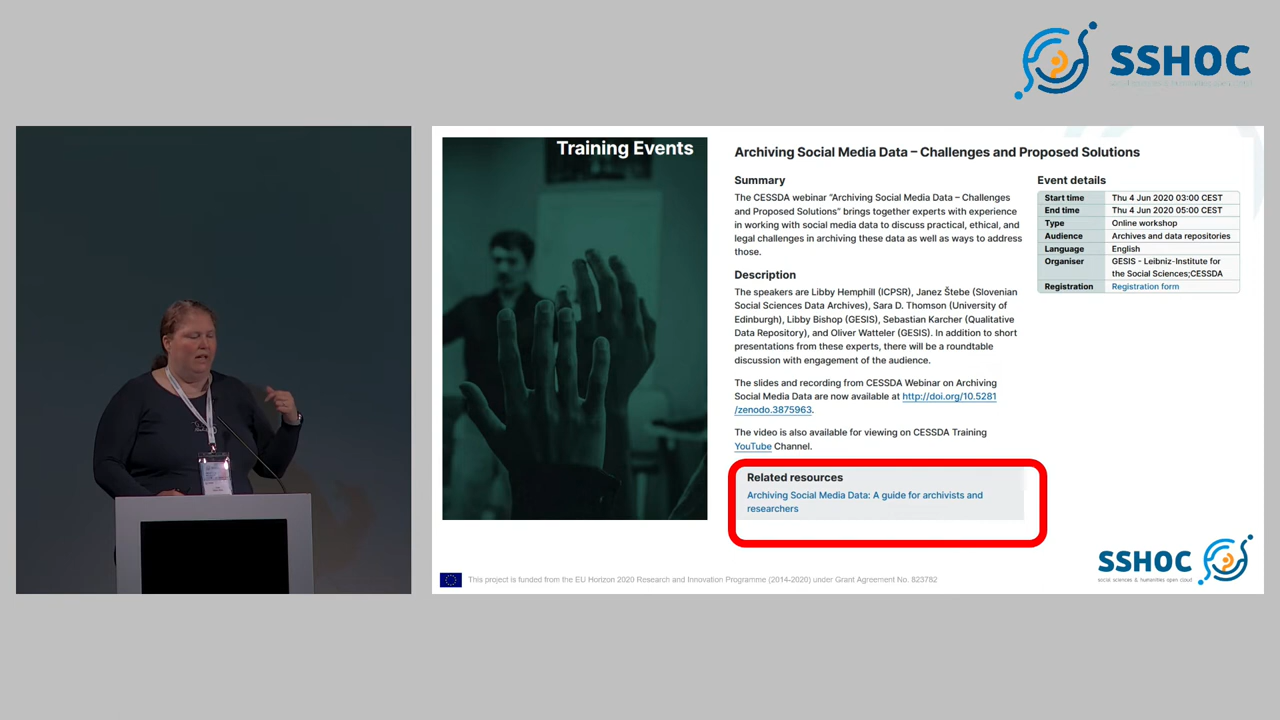 SSHOC
Training Events
Archiving Social Media Data – Challenges and Proposed Solutions
Summary
The CESSDA webinar "Archiving Social Media Data – Challenges
and Proposed Solutions" brings together experts with experience
in working with social media data to discuss practical, ethical, and
legal challenges in archiving these data as well as ways to address
those.
Description
The speakers are Libby Hemphill (ICPSR), Janez Štebe (Slovenian
Social Sciences Data Archives), Sara D. Thomson (University of
Edinburgh), Libby Bishop (GESIS), Sebastian Karcher (Qualitative
Data Repository), and Oliver Watteler (GESIS). In addition to short
presentations from these experts, there will be a roundtable
discussion with engagement of the audience.
The slides and recording from CESSDA Webinar on Archiving
Social Media Data are now available at http://doi.org/10.5281
/zenodo.3875963.
The video is also available for viewing on CESSDA Training
YouTube Channel.
Related resources
Archiving Social Media Data: A guide for archivists and
researchers
Event details
Start time Thu 4 Jun 2020 03:00 CEST
End time Thu 4 Jun 2020 05:00 CEST
Type Online workshop
Audience Archives and data repositories
Language English
Organiser GESIS - Leibniz-Institute for
the Social Sciences;CESSDA
Registration Registration form
This project is funded from the EU Horizon 2020 Research and Innovation Programme (2014-2020) under Grant Agreement No. 823782
SSHOC
social sciences & humanities open cloud